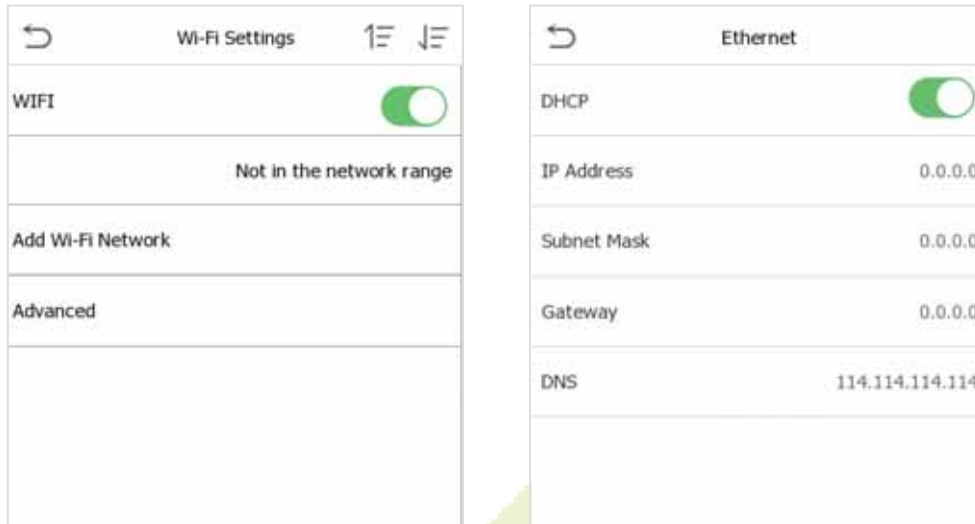 Wi-Fi Settings
WIFI
Not in the network range
Add Wi-Fi Network
Advanced
Ethernet
DHCP
IP Address 0.0.0.0
Subnet Mask 0.0.0.0
Gateway 0.0.0.0
DNS 114.114.114.114